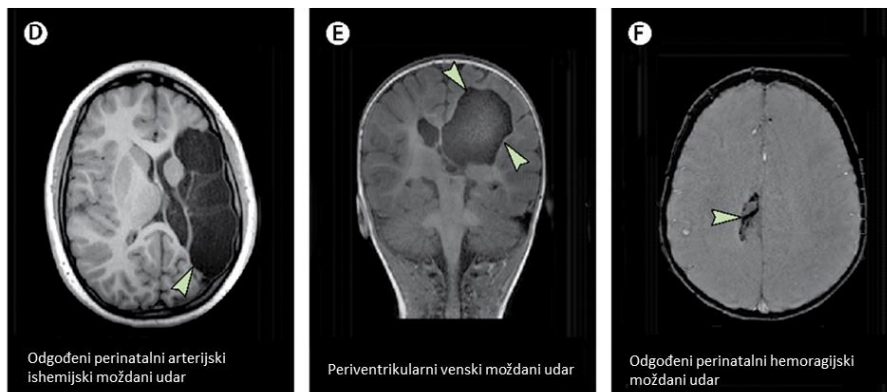 D
E
F
Odgođeni perinatalni arterijski
ishemijski moždani udar
Periventrikularni venski moždani udar
Odgođeni perinatalni hemoragijski
moždani udar